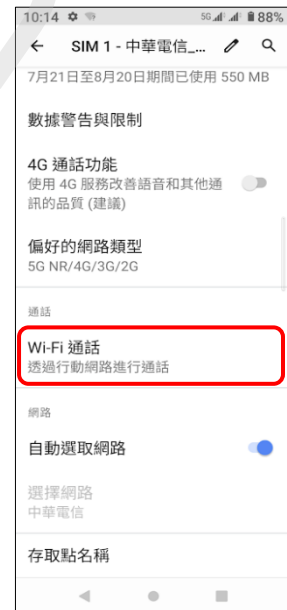 10:14 5G 88%
SIM 1 - 中華電信_...
7月21日至8月20日期間已使用 550 MB
數據警告與限制
4G 通話功能
使用 4G 服務改善語音和其他通
訊的品質 (建議)
偏好的網路類型
5G NR/4G/3G/2G
通話
Wi-Fi 通話
透過行動網路進行通話
網路
自動選取網路
選擇網路
中華電信
存取點名稱